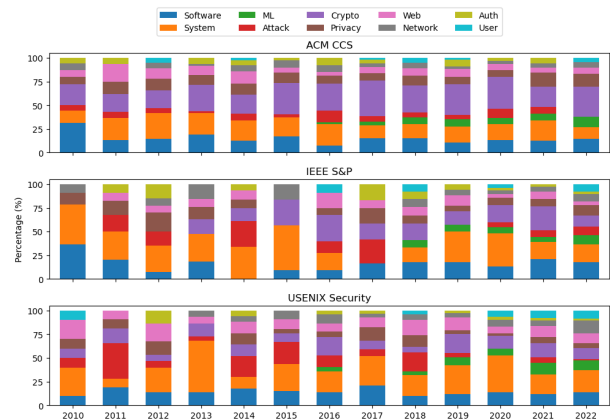 Software ML Crypto Web Auth
System Attack Privacy Network User
ACM CCS
100
75
50
25
0
IEEE S&P
100
75
50
25
0
Percentage (%)
USENIX Security
100
75
50
25
0
2010 2011 2012 2013 2014 2015 2016 2017 2018 2019 2020 2021 2022